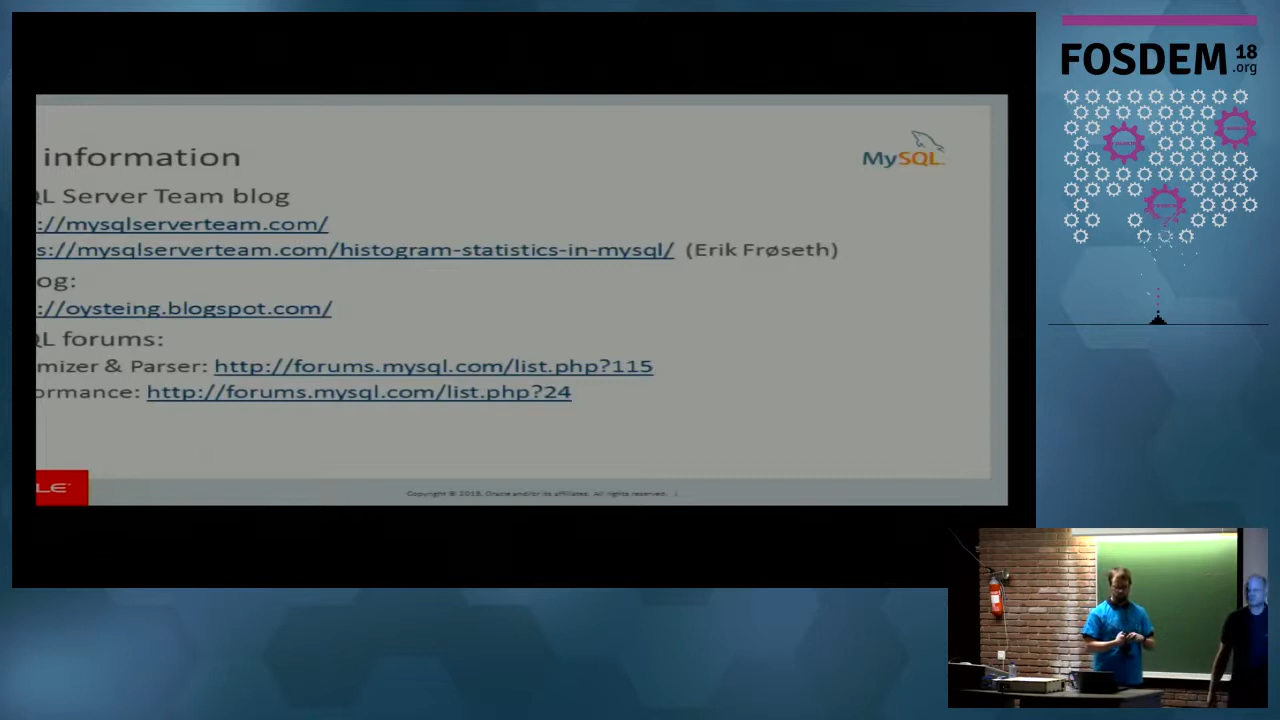 FOSDEM 18
.org
information
MySQL
QL Server Team blog
://mysqlserverteam.com/
s://mysqlserverteam.com/histogram-statistics-in-mysql/ (Erik Frøseth)
og:
://oysteing.blogspot.com/
QL forums:
mizer & Parser: http://forums.mysql.com/list.php?115
ormance: http://forums.mysql.com/list.php?24
LE
Copyright © 2018, Oracle and/or its affiliates. All rights reserved. |